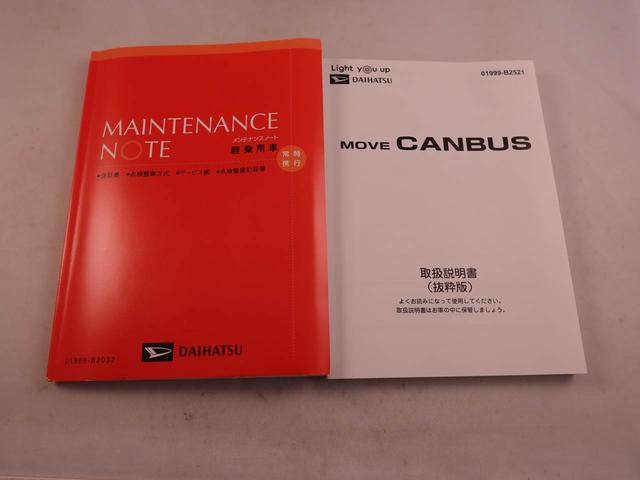 MAINTENANCE
NOTE
メンテナンスノート
軽乗用車
常時
携行
●保証書 ●点検整備方式 ●サービス網 ●点検整備記録簿
01999-B2032
DAIHATSU
Light you up
DAIHATSU
01999-B2521
MOVE CANBUS
取扱説明書
（抜粋版）
よくお読みになって使用してください。
取扱説明書はお車の中に保管しましょう。